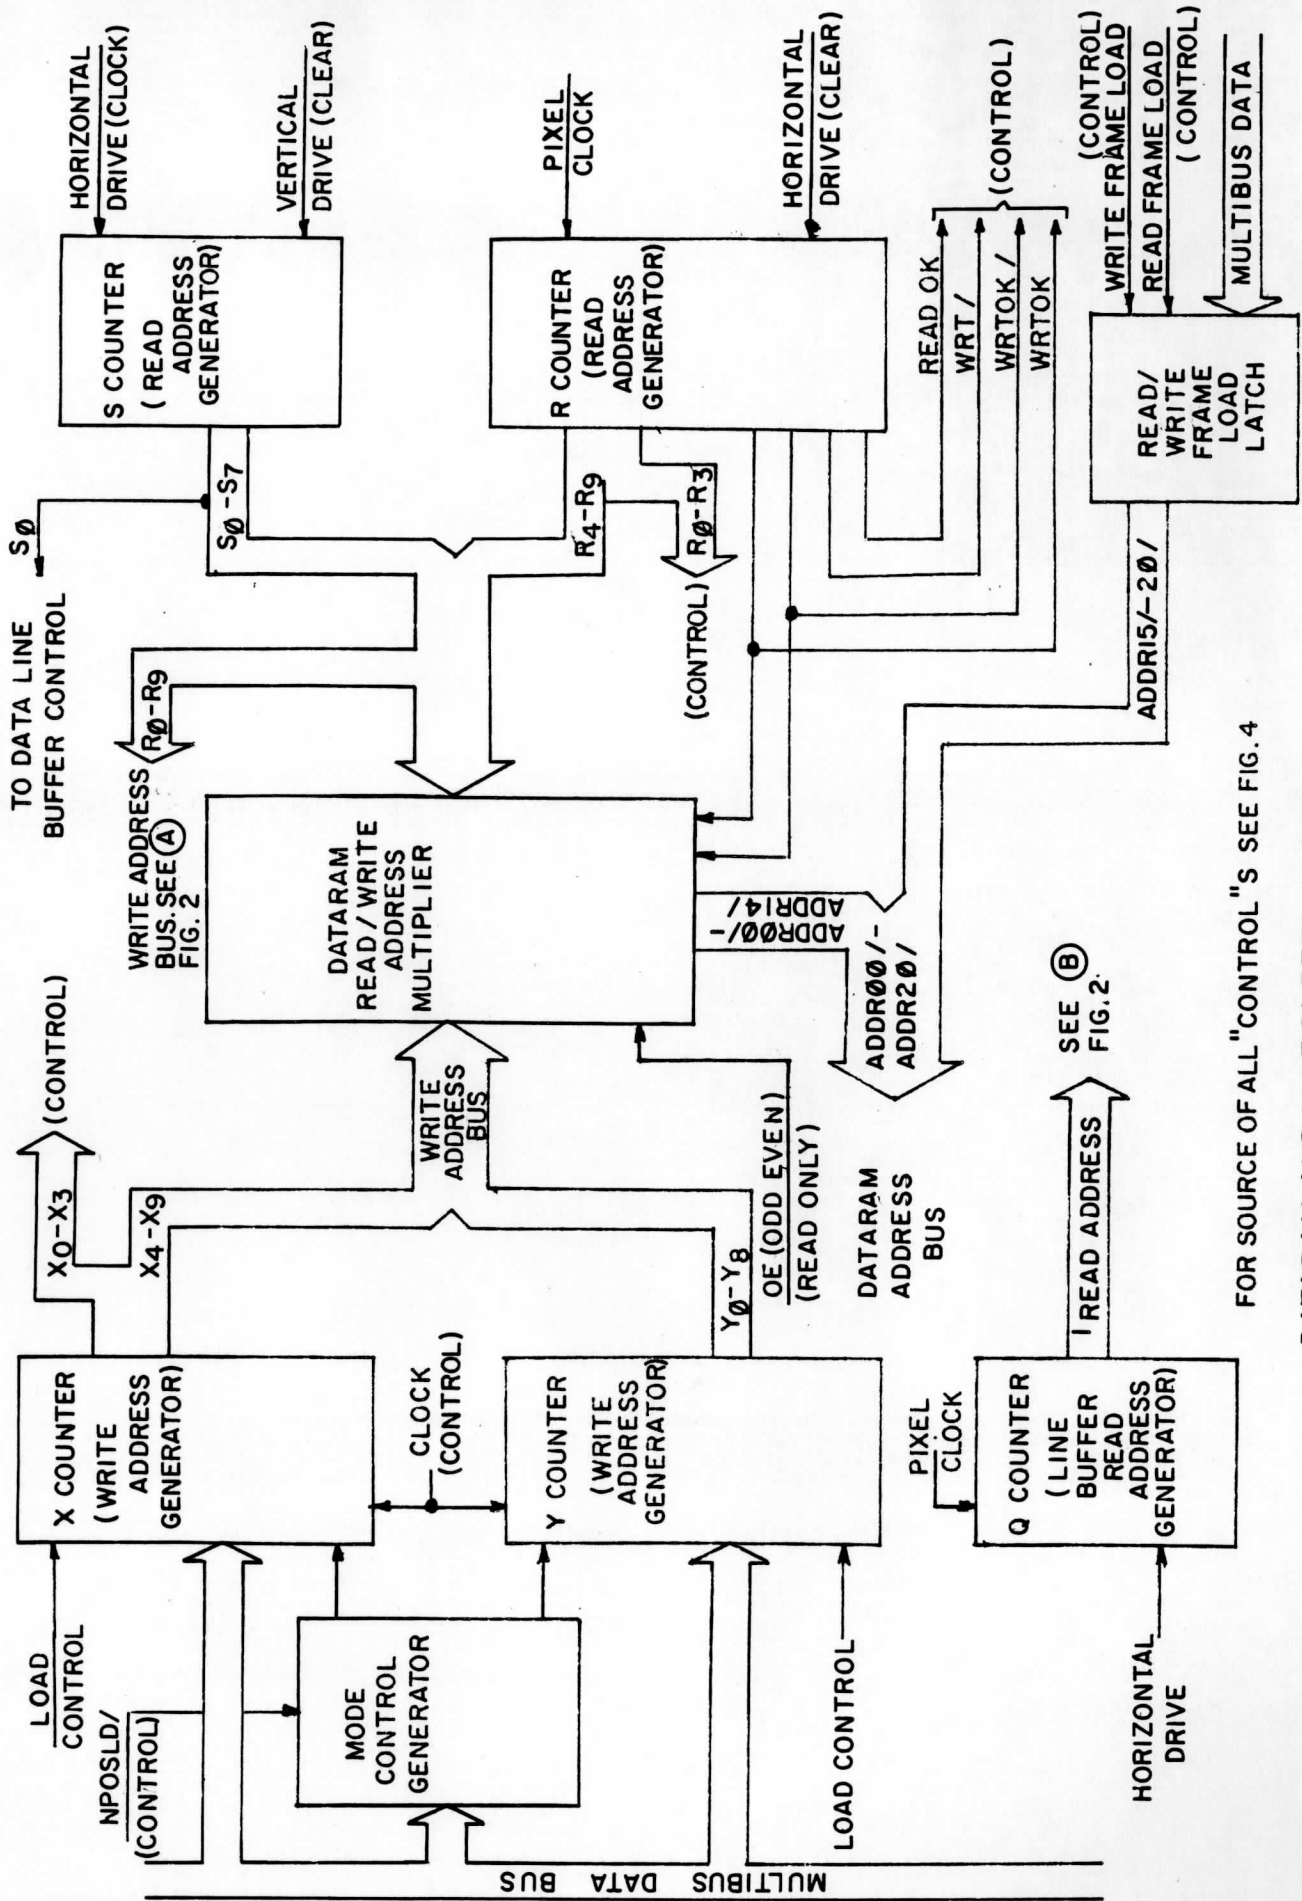 LOAD
CONTROL
NPOSLD/
(CONTROL)
MULTIBUS DATA BUS
X COUNTER
(WRITE
ADDRESS
GENERATOR)
MODE
CONTROL
GENERATOR
CLOCK
(CONTROL)
Y COUNTER
(WRITE
ADDRESS
GENERATOR)
LOAD CONTROL
PIXEL
CLOCK
Q COUNTER
(LINE
BUFFER
READ
ADDRESS
GENERATOR)
HORIZONTAL
DRIVE
X0-X3
(CONTROL)
X4-X9
WRITE
ADDRESS
BUS
YØ-Y8
OE (ODD EVEN)
(READ ONLY)
DATARAM
ADDRESS
BUS
READ ADDRESS
SEE B
FIG.2
TO DATA LINE
BUFFER CONTROL
SØ
WRITE ADDRESS
BUS.SEE A
FIG. 2
RØ-R9
DATARAM
READ/WRITE
ADDRESS
MULTIPLIER
ADDRØØ/-
ADDR14/
ADDRØØ/-
ADDR2Ø/
SØ-S7
R4-R9
RØ-R3
(CONTROL)
S COUNTER
(READ
ADDRESS
GENERATOR)
HORIZONTAL
DRIVE (CLOCK)
VERTICAL
DRIVE (CLEAR)
R COUNTER
(READ
ADDRESS
GENERATOR)
PIXEL
CLOCK
HORIZONTAL
DRIVE (CLEAR)
READ OK
WRT/
WRTOK/
WRTOK
(CONTROL)
ADDR15/-2Ø/
READ/
WRITE
FRAME
LOAD
LATCH
(CONTROL)
WRITE FRAME LOAD
READ FRAME LOAD
(CONTROL)
MULTIBUS DATA
FOR SOURCE OF ALL "CONTROL"S SEE FIG.4